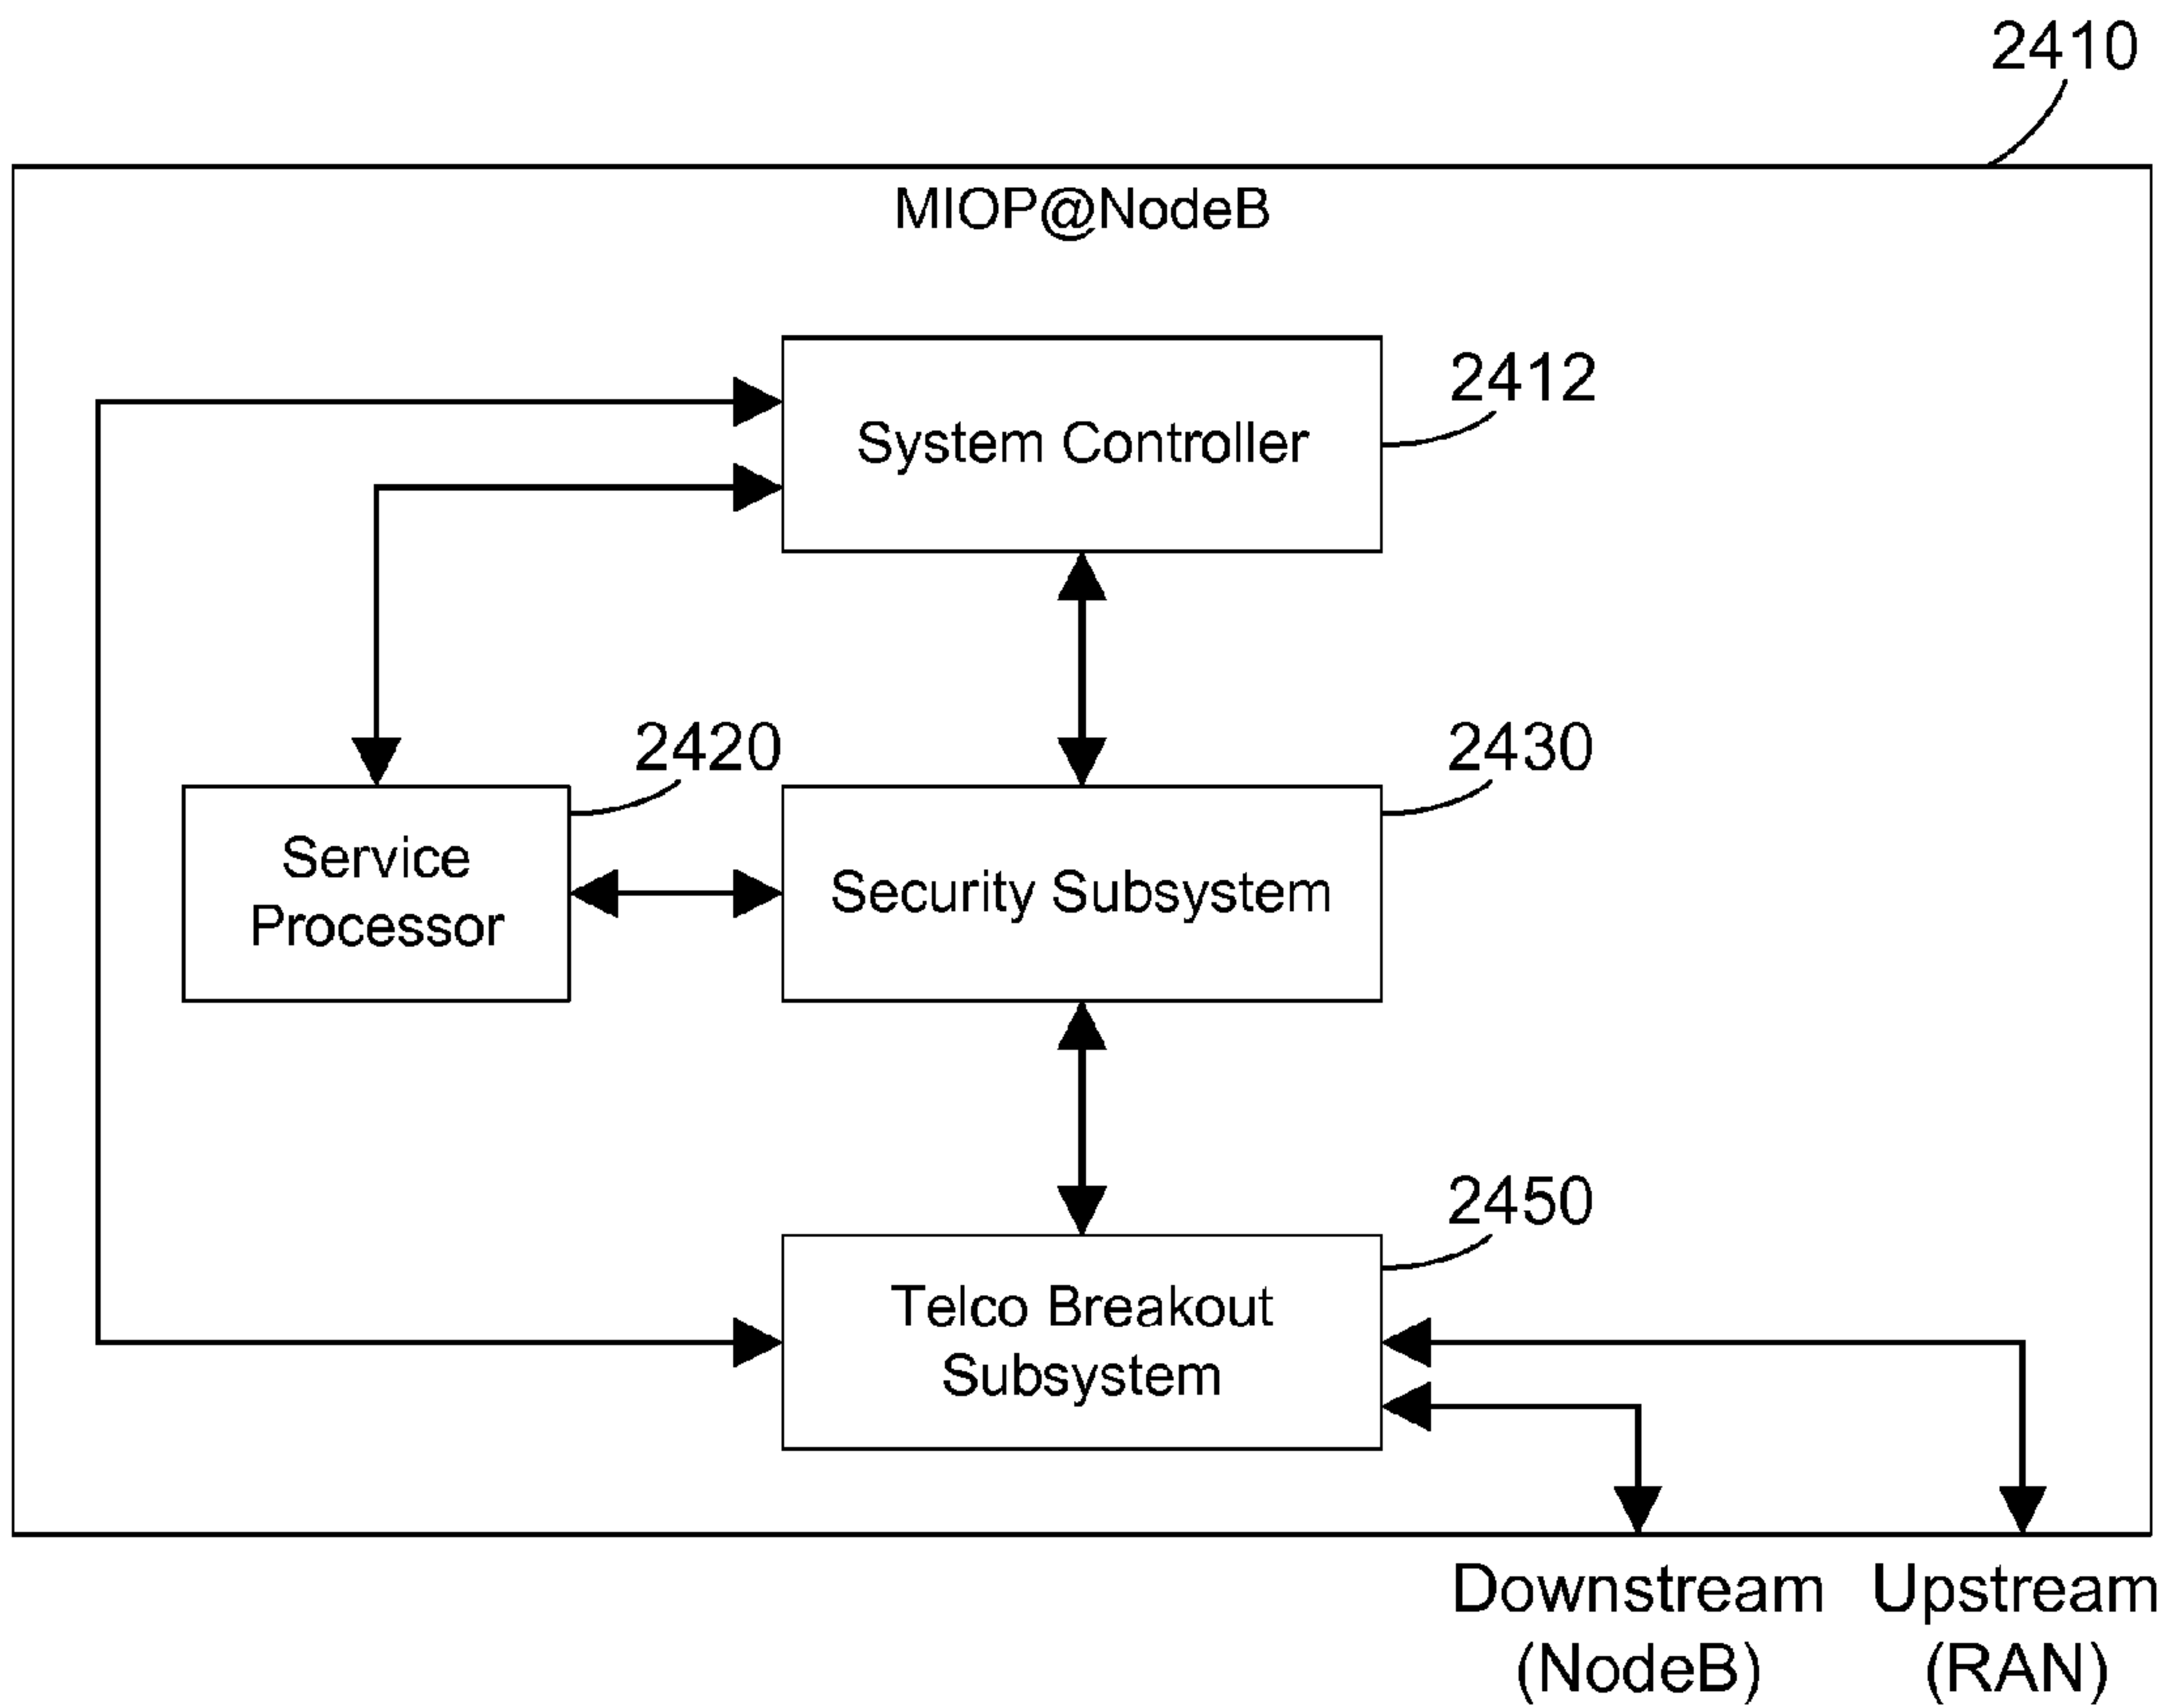 2410
MIOP@NodeB
2412
System Controller
2420
2430
Service
Processor
Security Subsystem
2450
Telco Breakout
Subsystem
Downstream
(NodeB)
Upstream
(RAN)